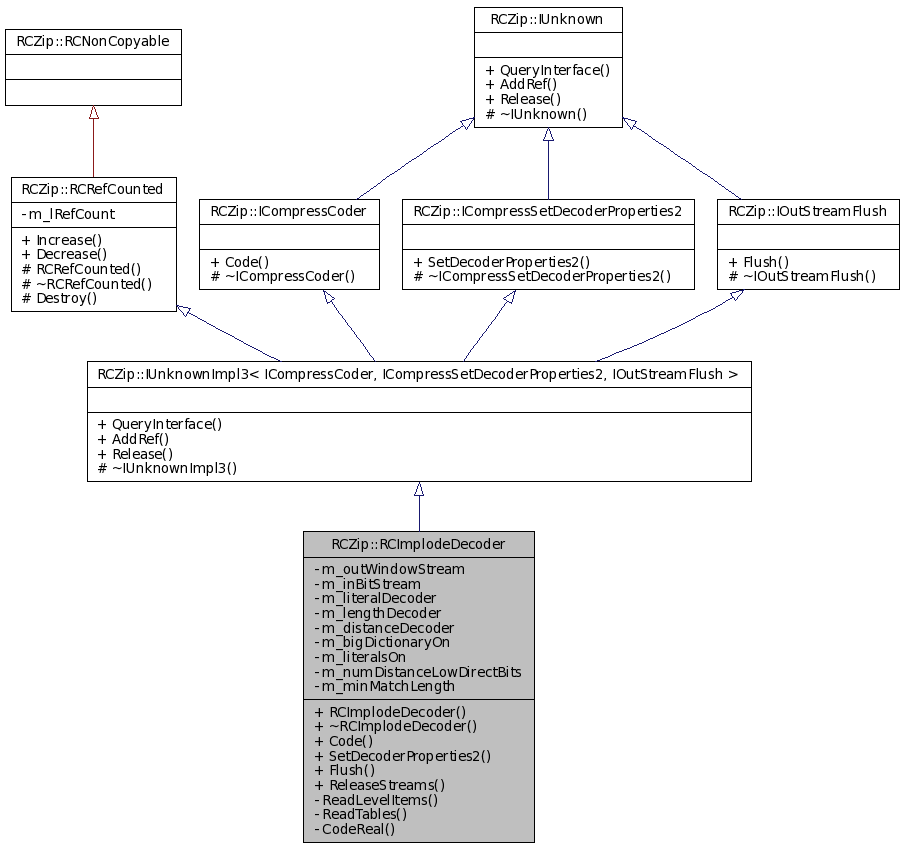 RCZip::IUnknown
+ QueryInterface()
+ AddRef()
+ Release()
# ~IUnknown()
RCZip::RCNonCopyable
RCZip::RCRefCounted
- m_lRefCount
+ Increase()
+ Decrease()
# RCRefCounted()
# ~RCRefCounted()
# Destroy()
RCZip::ICompressCoder
+ Code()
# ~ICompressCoder()
RCZip::ICompressSetDecoderProperties2
+ SetDecoderProperties2()
# ~ICompressSetDecoderProperties2()
RCZip::IOutStreamFlush
+ Flush()
# ~IOutStreamFlush()
RCZip::IUnknownImpl3< ICompressCoder, ICompressSetDecoderProperties2, IOutStreamFlush >
+ QueryInterface()
+ AddRef()
+ Release()
# ~IUnknownImpl3()
RCZip::RCImplodeDecoder
- m_outWindowStream
- m_inBitStream
- m_literalDecoder
- m_lengthDecoder
- m_distanceDecoder
- m_bigDictionaryOn
- m_literalsOn
- m_numDistanceLowDirectBits
- m_minMatchLength
+ RCImplodeDecoder()
+ ~RCImplodeDecoder()
+ Code()
+ SetDecoderProperties2()
+ Flush()
+ ReleaseStreams()
- ReadLevelItems()
- ReadTables()
- CodeReal()